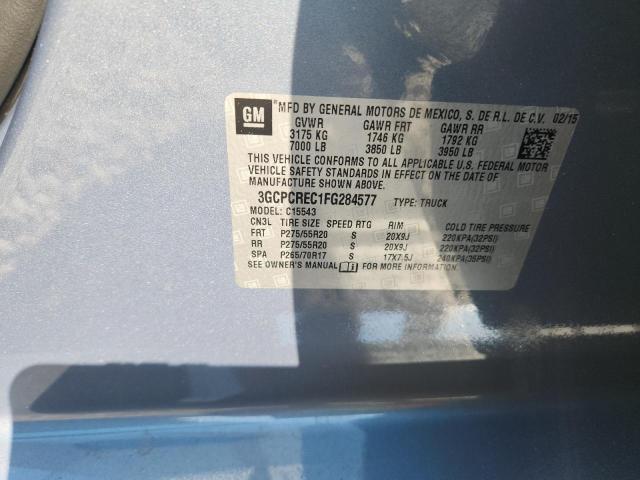 GM
*MFD BY GENERAL MOTORS DE MEXICO, S. DE R.L. DE C.V. 02/15
GVWR GAWR FRT GAWR RR
3175 KG 1746 KG 1792 KG
7000 LB 3850 LB 3950 LB
THIS VEHICLE CONFORMS TO ALL APPLICABLE U.S. FEDERAL MOTOR
VEHICLE SAFETY STANDARDS IN EFFECT ON THE DATE OF
MANUFACTURE SHOWN ABOVE.
3GCPCREC1FG284577 TYPE: TRUCK
MODEL: C15543
CN3L TIRE SIZE SPEED RTG RIM COLD TIRE PRESSURE
FRT P275/55R20 S 20X9J 220KPA(32PSI)
RR P275/55R20 S 20X9J 220KPA(32PSI)
SPA P265/70R17 S 17X7.5J 240KPA(35PSI)
SEE OWNER'S MANUAL FOR MORE INFORMATION.